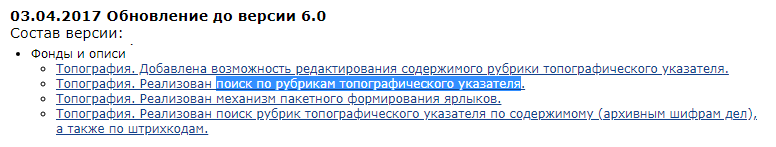 03.04.2017 Обновление до версии 6.0
Состав версии:
Фонды и описи
Топография. Добавлена возможность редактирования содержимого рубрики топографического указателя.
Топография. Реализован поиск по рубрикам топографического указателя.
Топография. Реализован механизм пакетного формирования ярлыков.
Топография. Реализован поиск рубрик топографического указателя по содержимому (архивным шифрам дел),
а также по штрихкодам.